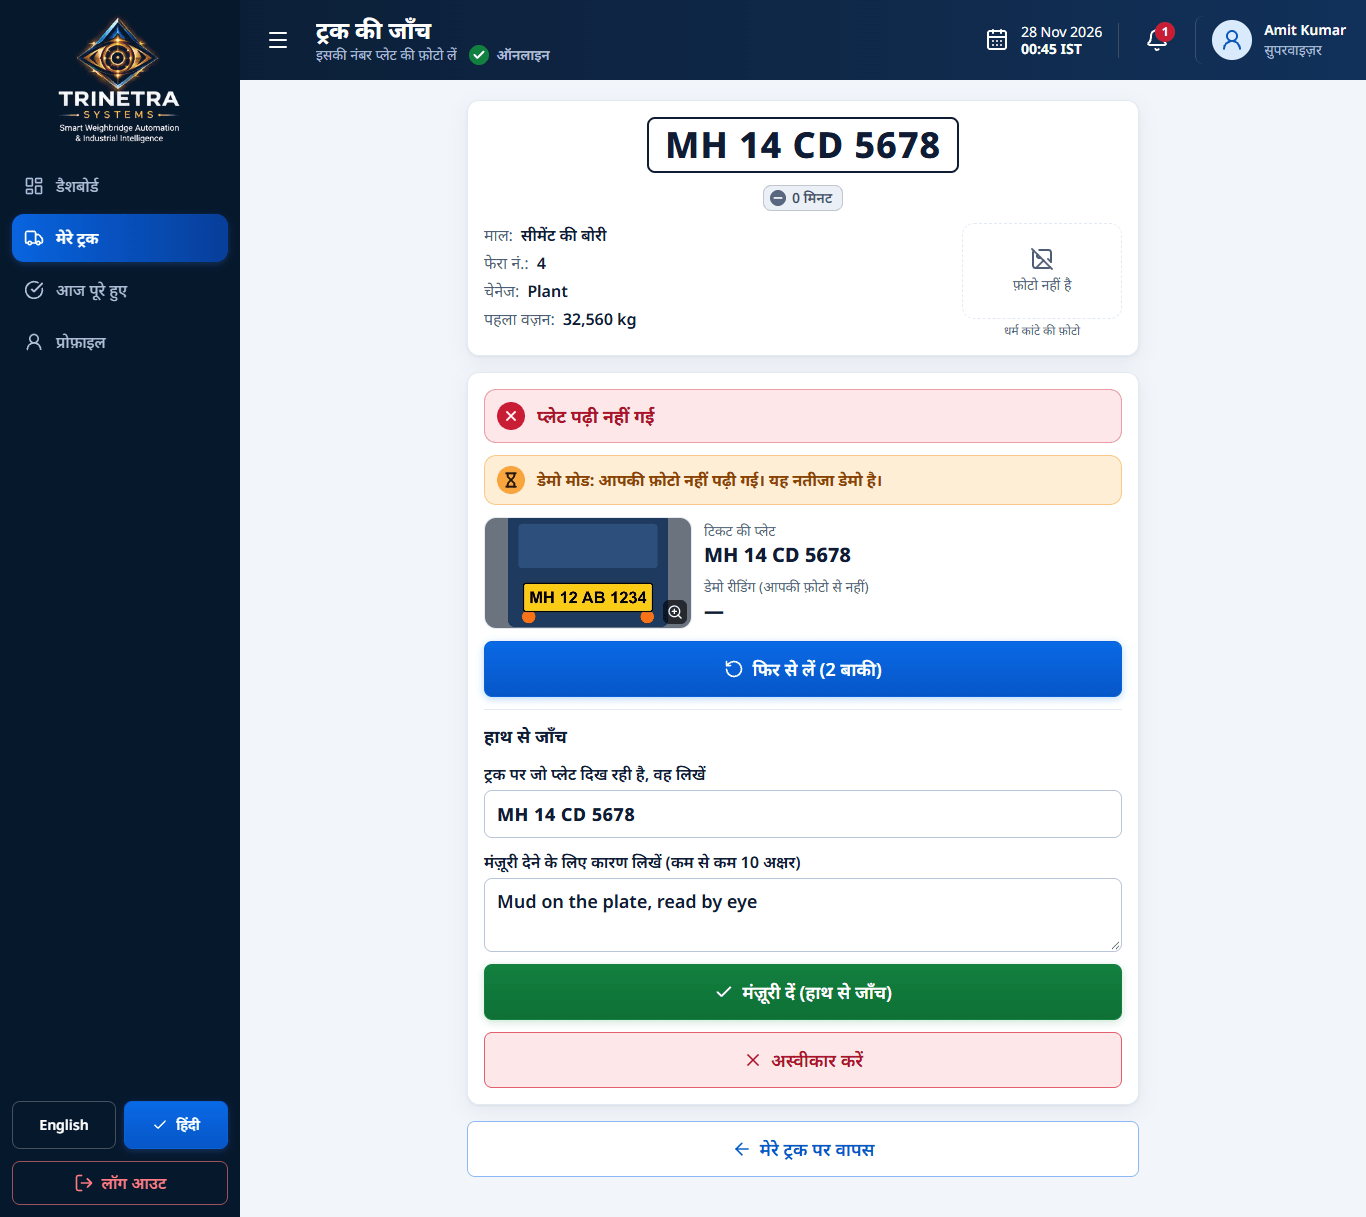 TRINETRA
SYSTEMS
Smart Weighbridge Automation
& Industrial Intelligence
डैशबोर्ड
मेरे ट्रक
आज पूरे हुए
प्रोफ़ाइल
English
हिंदी
लॉग आउट
ट्रक की जाँच
इसकी नंबर प्लेट की फ़ोटो लें
ऑनलाइन
28 Nov 2026
00:45 IST
1
Amit Kumar
सुपरवाइज़र
MH 14 CD 5678
0 मिनट
माल: सीमेंट की बोरी
फेरा नं.: 4
चेनेज: Plant
पहला वज़न: 32,560 kg
फ़ोटो नहीं है
धर्म कांटे की फ़ोटो
प्लेट पढ़ी नहीं गई
डेमो मोड: आपकी फ़ोटो नहीं पढ़ी गई। यह नतीजा डेमो है।
MH 12 AB 1234
टिकट की प्लेट
MH 14 CD 5678
डेमो रीडिंग (आपकी फ़ोटो से नहीं)
—
फिर से लें (2 बाकी)
हाथ से जाँच
ट्रक पर जो प्लेट दिख रही है, वह लिखें
MH 14 CD 5678
मंज़ूरी देने के लिए कारण लिखें (कम से कम 10 अक्षर)
Mud on the plate, read by eye
मंज़ूरी दें (हाथ से जाँच)
अस्वीकार करें
मेरे ट्रक पर वापस